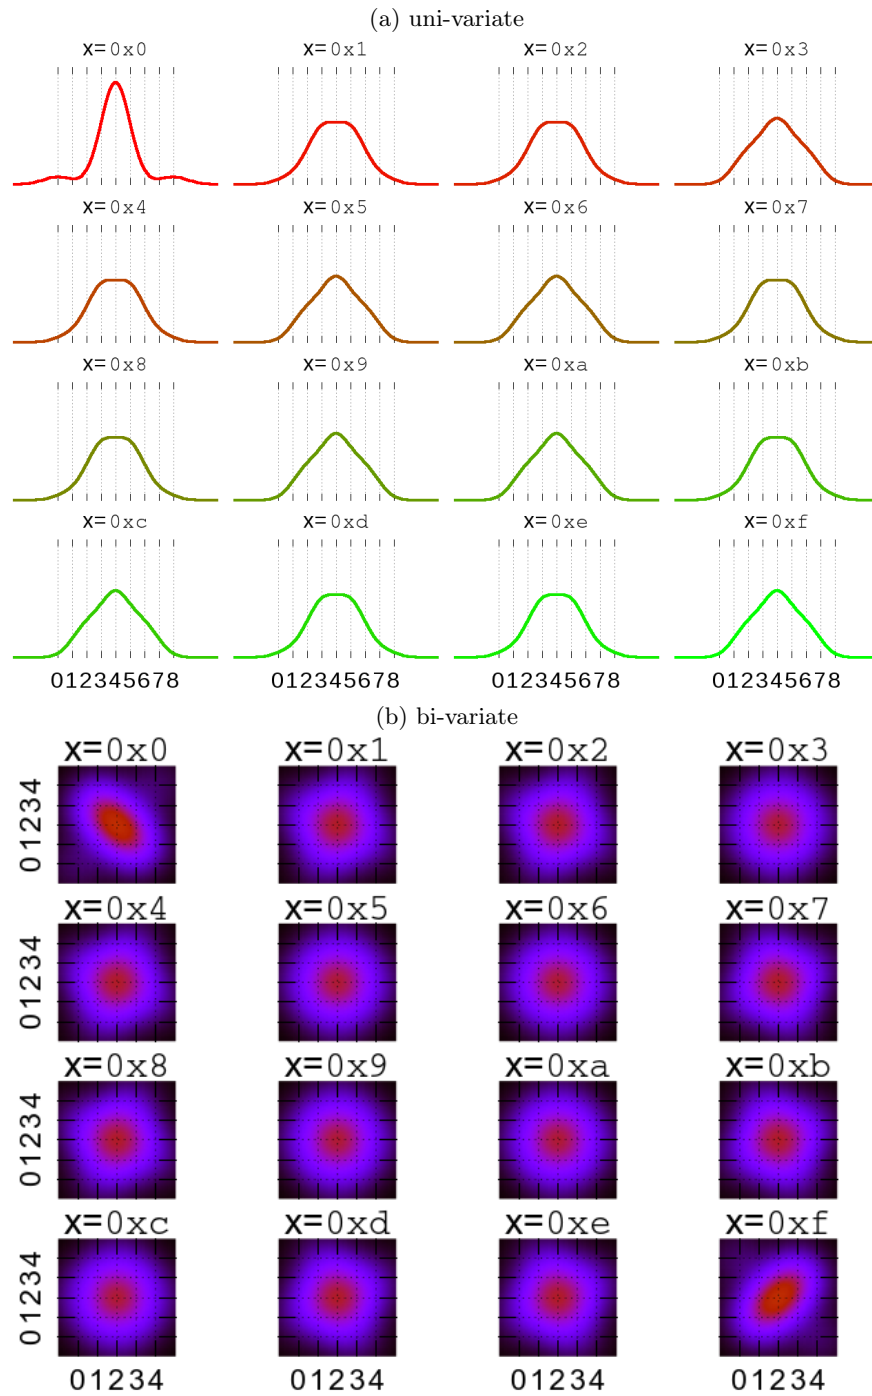 (a) uni-variate
x=0x0 x=0x1 x=0x2 x=0x3
x=0x4 x=0x5 x=0x6 x=0x7
x=0x8 x=0x9 x=0xa x=0xb
x=0xc x=0xd x=0xe x=0xf
012345678 012345678 012345678 012345678
(b) bi-variate
x=0x0 x=0x1 x=0x2 x=0x3
01234
x=0x4 x=0x5 x=0x6 x=0x7
01234
x=0x8 x=0x9 x=0xa x=0xb
01234
x=0xc x=0xd x=0xe x=0xf
01234
01234 01234 01234 01234